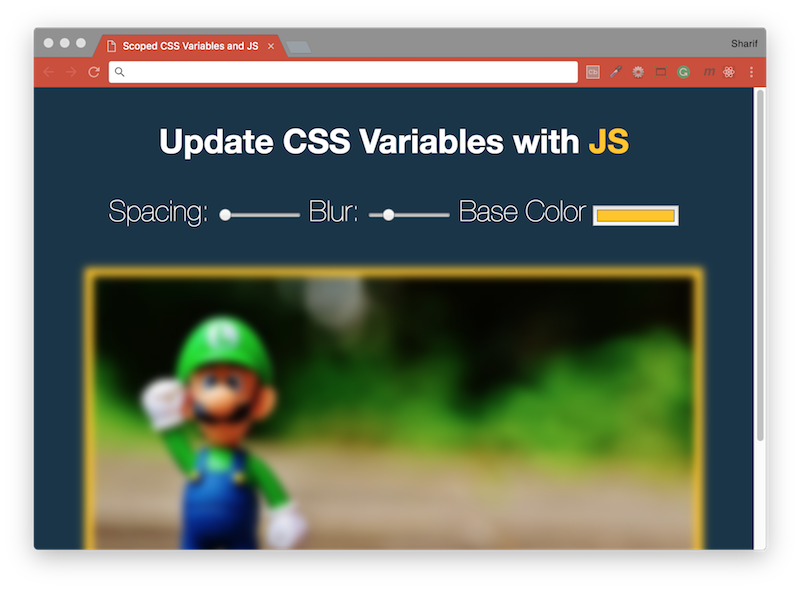 Scoped CSS Variables and JS
Sharif
Update CSS Variables with JS
Spacing: Blur: Base Color